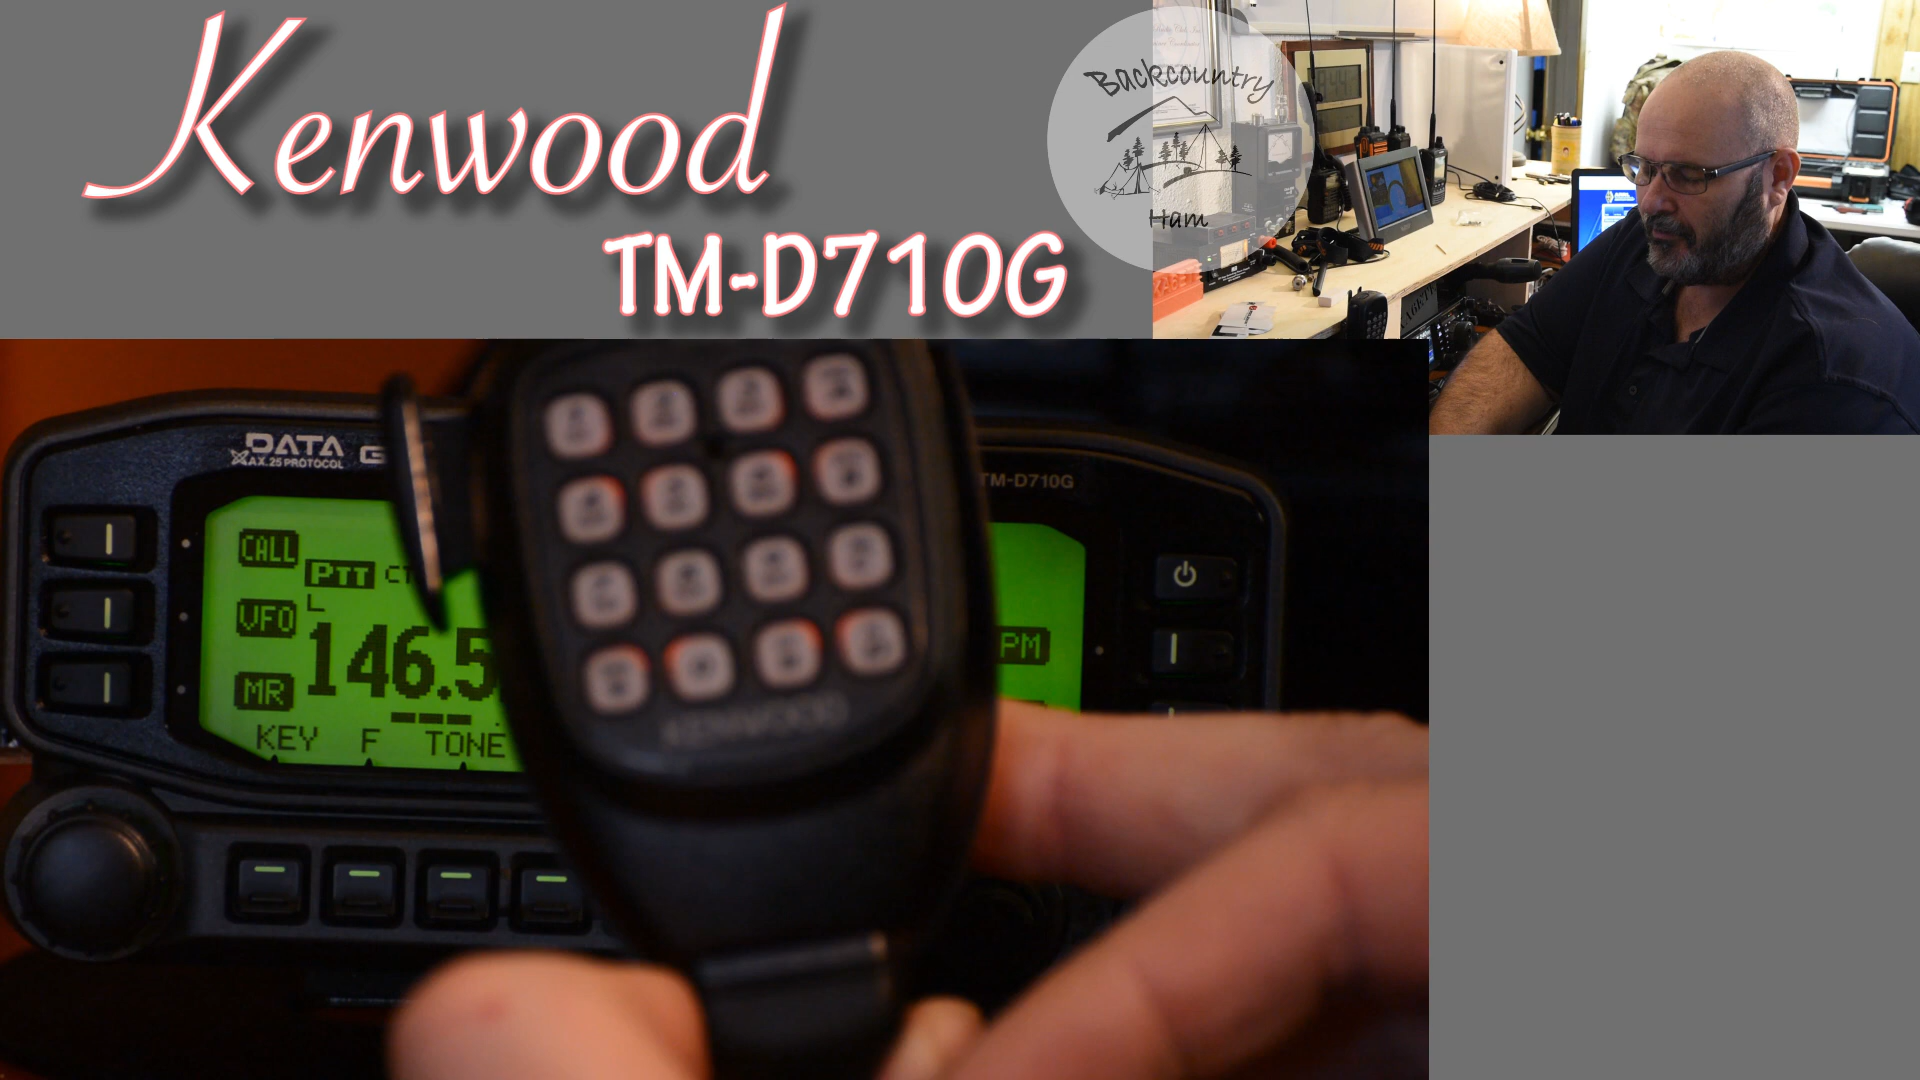 Kenwood
TM-D710G
Backcountry
Ham
DATA
AX.25 PROTOCOL
TM-D710G
CALL
PTT
VFO
146.5
MR
PM
KEY F TONE
KENWOOD